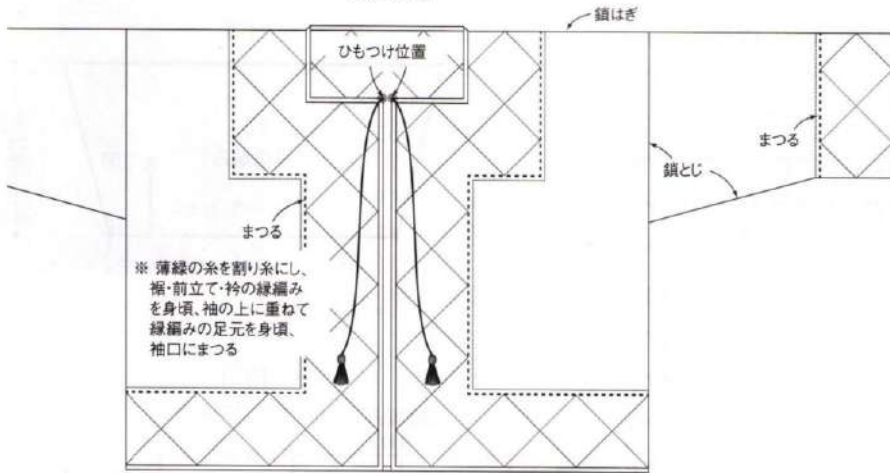 鎖はぎ
ひもつけ位置
まつる
鎖とじ
まつる
※ 薄緑の糸を割り糸にし、
裾・前立て・衿の縁編み
を身頃、袖の上に重ねて
縁編みの足元を身頃、
袖口にまつる